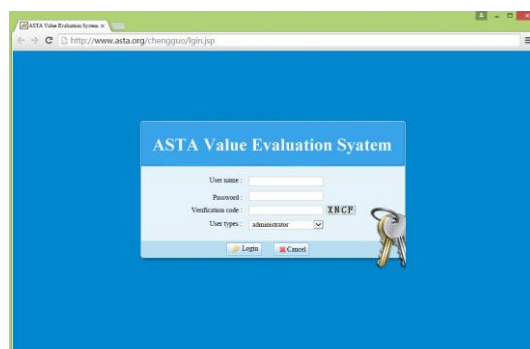 ASTA Value Evaluation System
http://www.asta.org/chengguo/lgin.jsp
ASTA Value Evaluation Syatem
User name :
Password :
Verification code : INCF
User types : administrator
Login Cancel